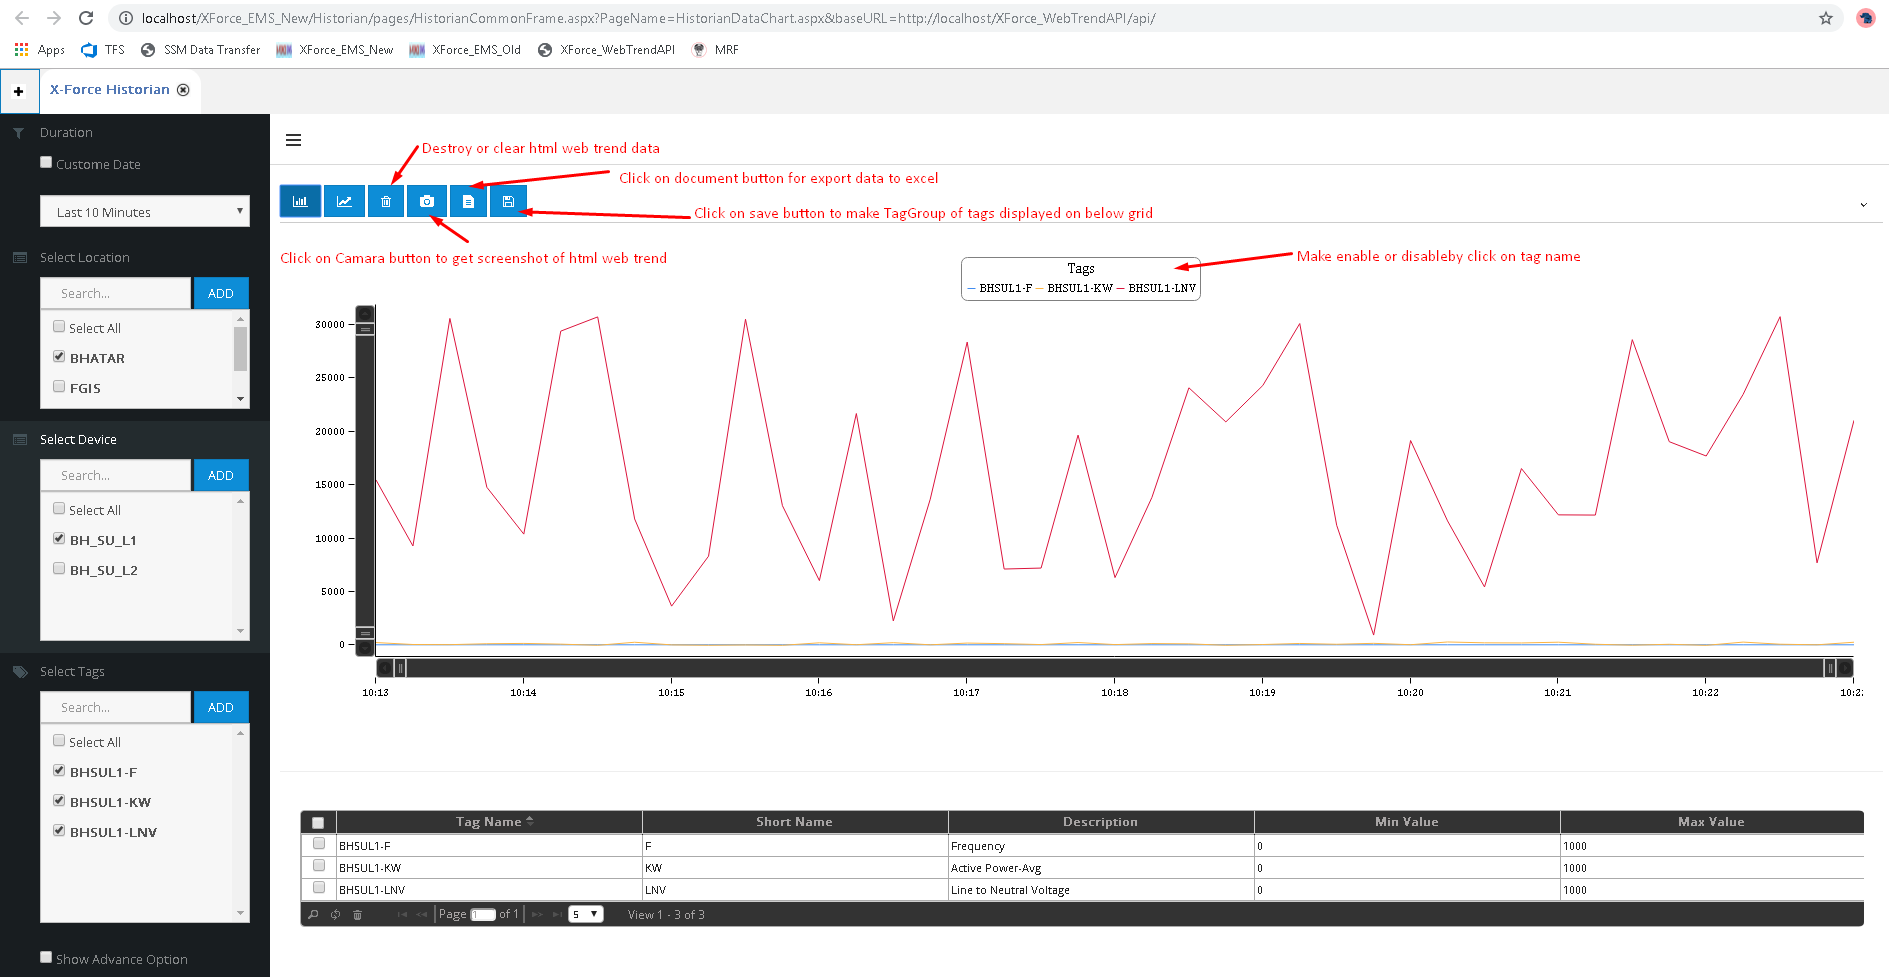 localhost/XForce_EMS_New/Historian/pages/HistorianCommonFrame.aspx?PageName=HistorianDataChart.aspx&baseURL=http://localhost/XForce_WebTrendAPI/api/
Apps TFS SSM Data Transfer XForce_EMS_New XForce_EMS_Old XForce_WebTrendAPI MRF
+ X-Force Historian
Duration
Custome Date
Last 10 Minutes
Select Location
Search... ADD
Select All
BHATAR
FGIS
Select Device
Search... ADD
Select All
BH_SU_L1
BH_SU_L2
Select Tags
Search... ADD
Select All
BHSUL1-F
BHSUL1-KW
BHSUL1-LNV
Show Advance Option
Destroy or clear html web trend data
Click on document button for export data to excel
Click on save button to make TagGroup of tags displayed on below grid
Click on Camara button to get screenshot of html web trend
Make enable or disableby click on tag name
Tags
BHSUL1-F BHSUL1-KW BHSUL1-LNV
30000
25000
20000
15000
10000
5000
0
10:13 10:14 10:15 10:16 10:17 10:18 10:19 10:20 10:21 10:22 10:2
Tag Name Short Name Description Min Value Max Value
BHSUL1-F F Frequency 0 1000
BHSUL1-KW KW Active Power-Avg 0 1000
BHSUL1-LNV LNV Line to Neutral Voltage 0 1000
Page 1 of 1 5 View 1 - 3 of 3